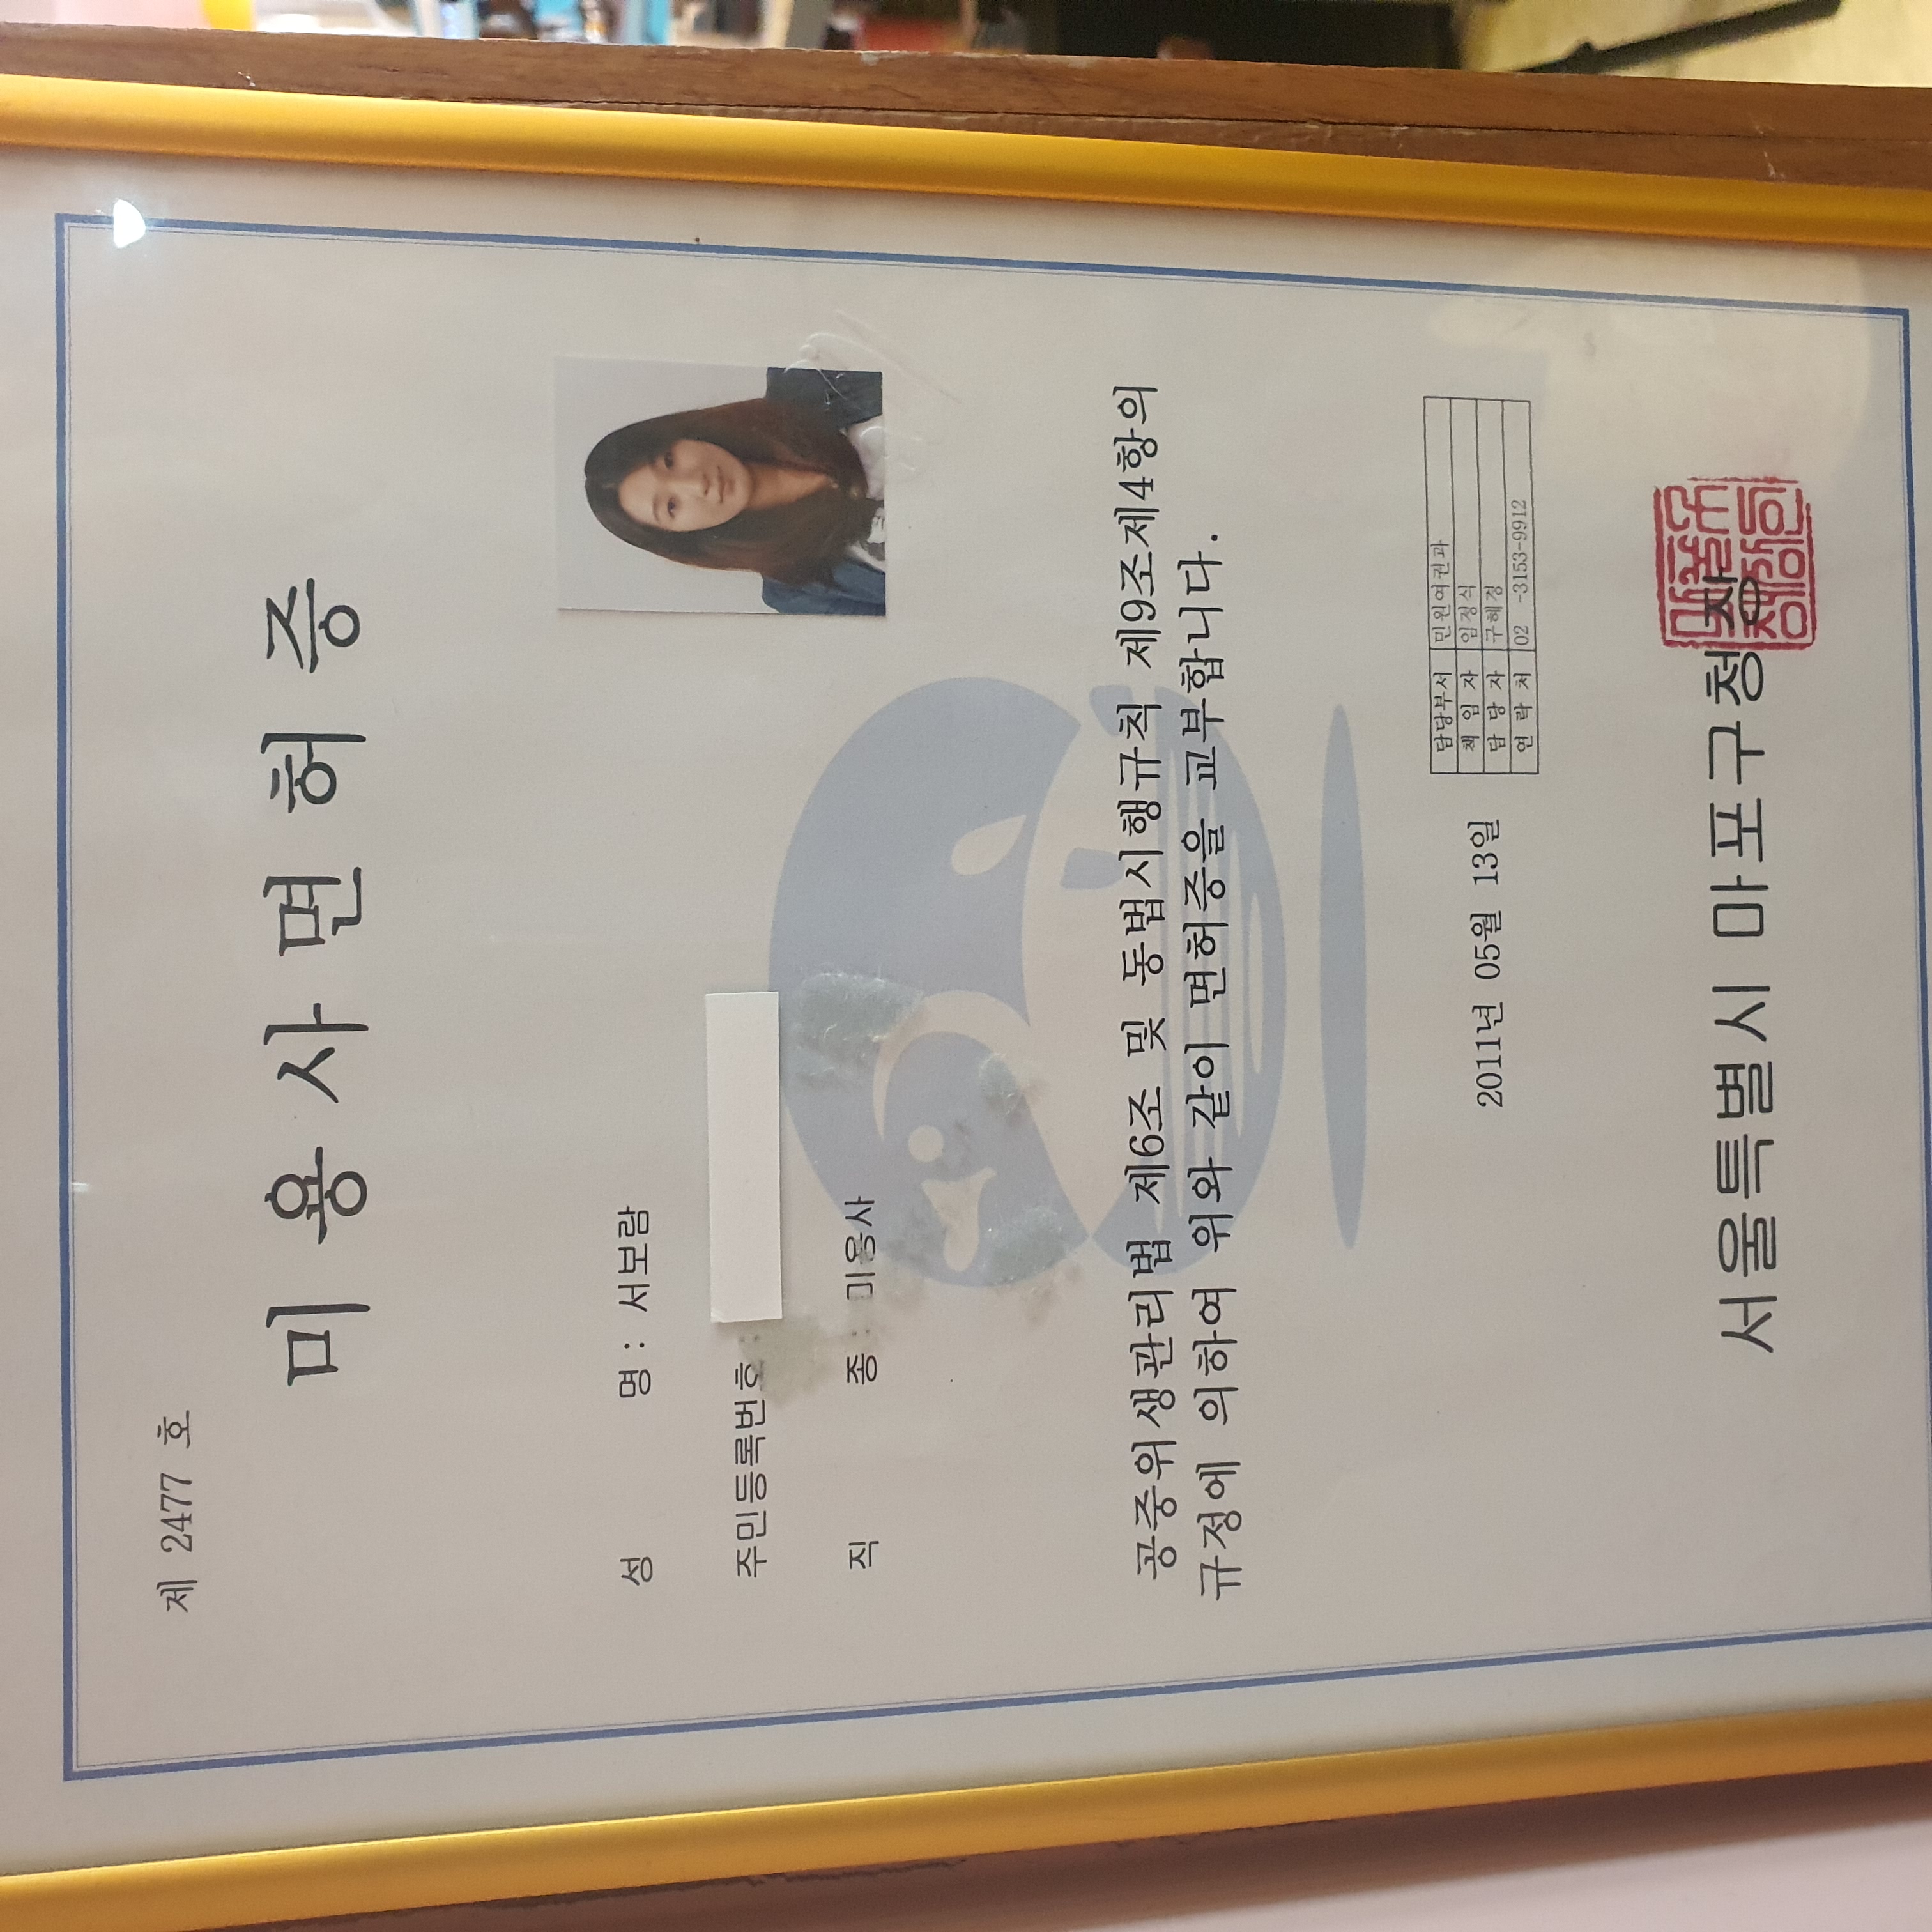 제 2477 호
미 용 사 면 허 증
성 명 : 서보람
주민등록번호 :
직 종 : 미용사
공중위생관리법 제6조 및 동법시행규칙 제9조제4항의
규정에 의하여 위와 같이 면허증을 교부합니다.
2011년 05월 13일
담당부서 민원여권과
책 임 자 임정식
담 당 자 구혜경
연 락 처 02 -3153-9912
서울특별시 마포구청장